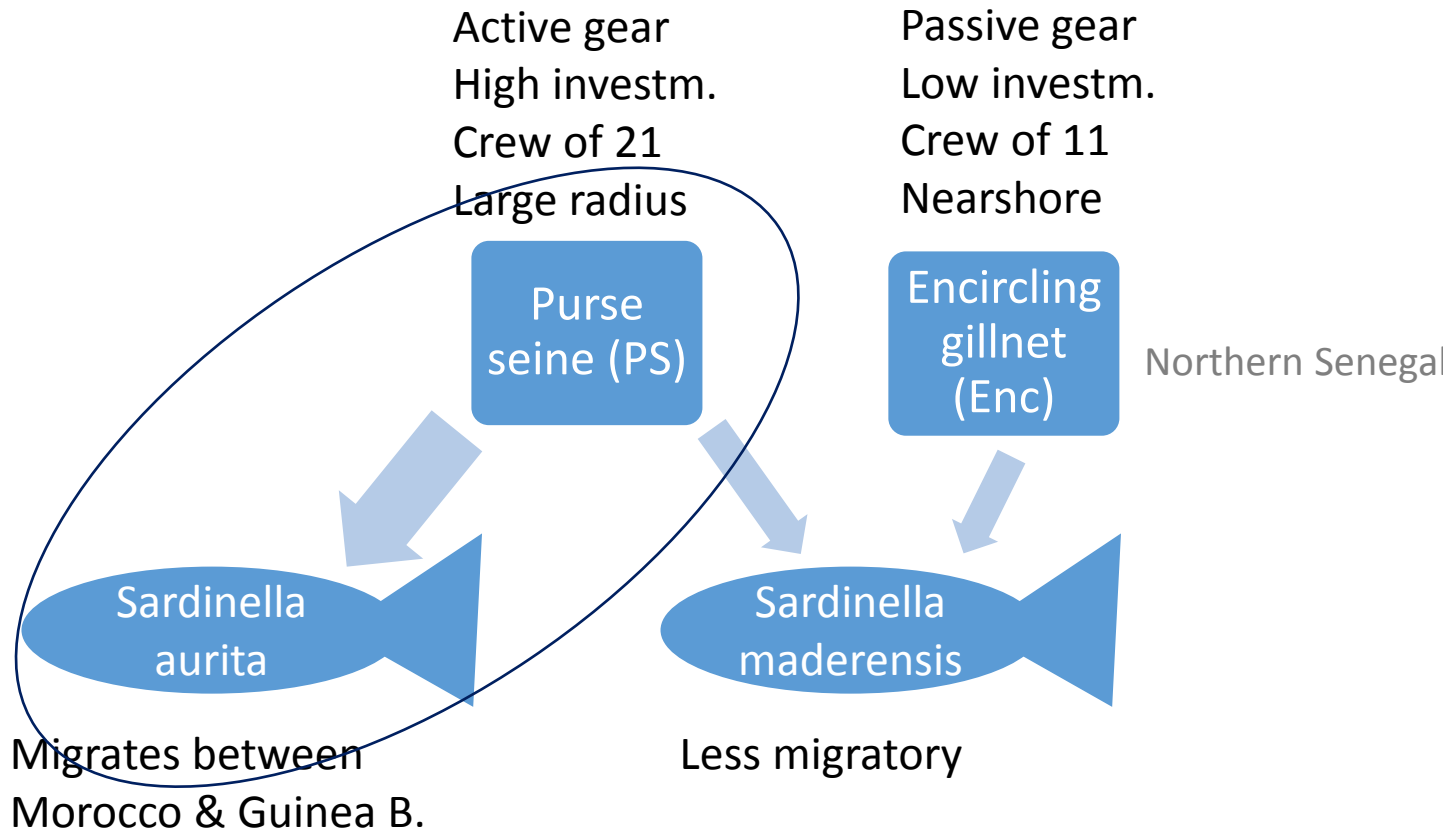 Active gear
High investm.
Crew of 21
Large radius
Passive gear
Low investm.
Crew of 11
Nearshore
Purse
seine (PS)
Encircling
gillnet
(Enc)
Northern Senegal
Sardinella
aurita
Sardinella
maderensis
Migrates between
Morocco & Guinea B.
Less migratory